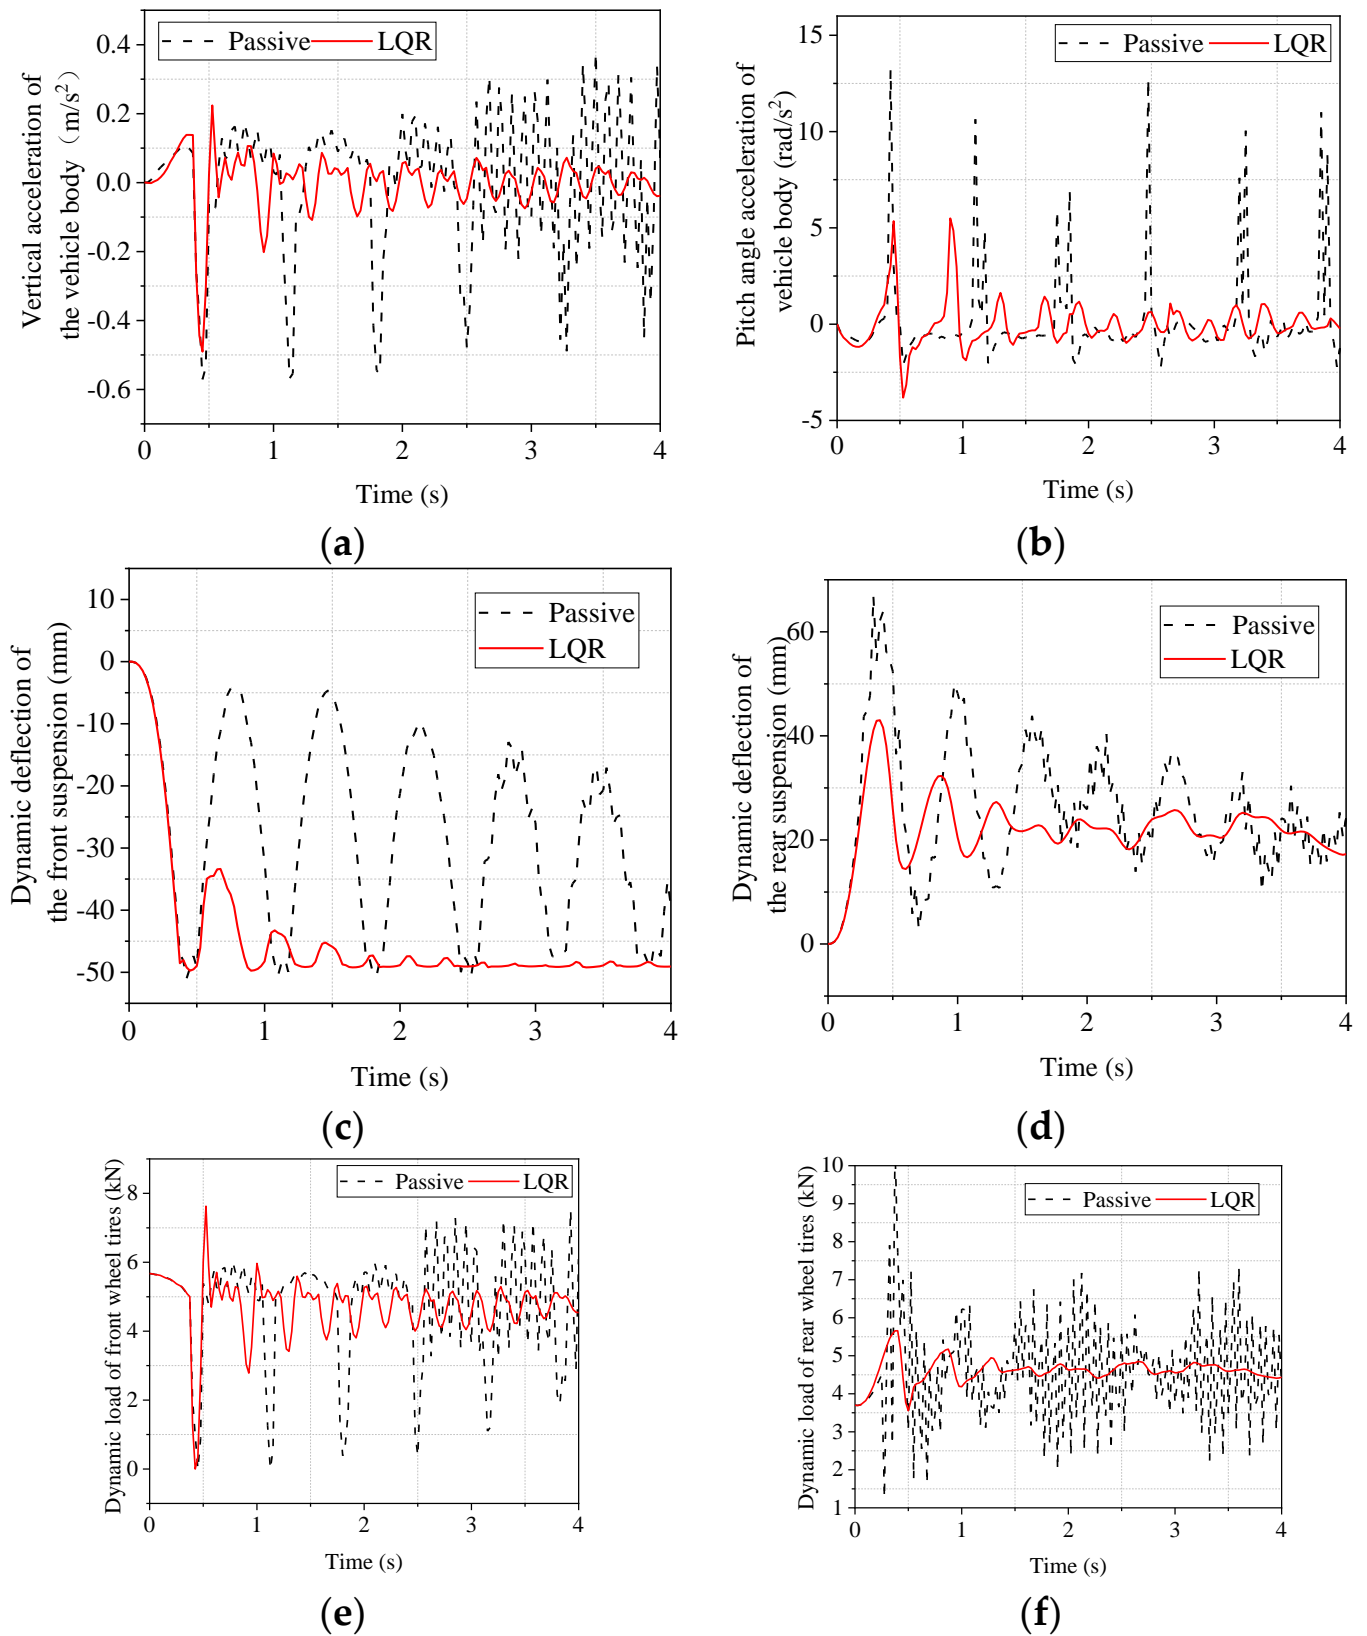 Passive LQR
0.4
0.2
0.0
-0.2
-0.4
-0.6
Vertical acceleration of
the vehicle body（m/s²）
0 1 2 3 4
Time (s)
(a)
Passive LQR
15
10
5
0
-5
Pitch angle acceleration of
vehicle body (rad/s²)
0 1 2 3 4
Time (s)
(b)
10
0
-10
-20
-30
-40
-50
Passive
LQR
Dynamic deflection of
the front suspension (mm)
0 1 2 3 4
Time (s)
(c)
60
40
20
0
Passive
LQR
Dynamic deflection of
the rear suspension (mm)
0 1 2 3 4
Time (s)
(d)
Passive LQR
8
6
4
2
0
Dynamic load of front wheel tires (kN)
0 1 2 3 4
Time (s)
(e)
10
9
8
7
6
5
4
3
2
1
Passive LQR
Dynamic load of rear wheel tires (kN)
0 1 2 3 4
Time (s)
(f)